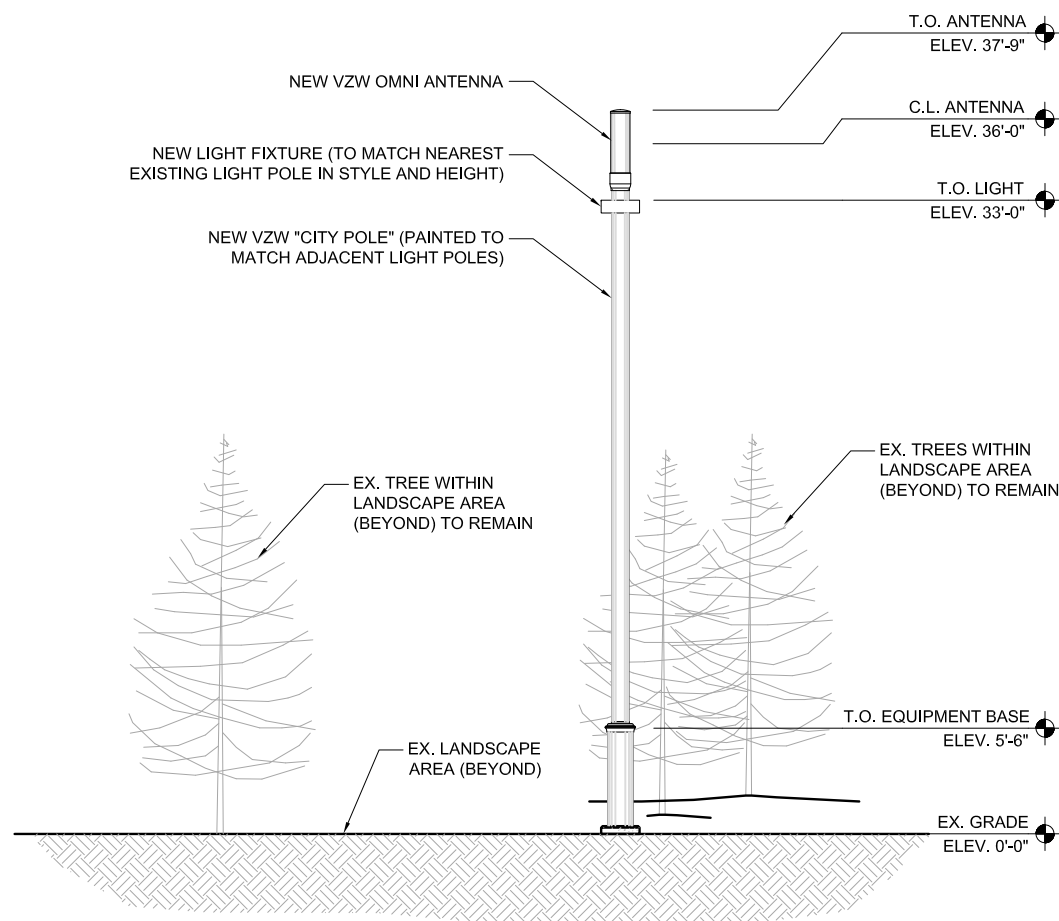 T.O. ANTENNA
ELEV. 37'-9"
NEW VZW OMNI ANTENNA
C.L. ANTENNA
ELEV. 36'-0"
NEW LIGHT FIXTURE (TO MATCH NEAREST
EXISTING LIGHT POLE IN STYLE AND HEIGHT)
T.O. LIGHT
ELEV. 33'-0"
NEW VZW "CITY POLE" (PAINTED TO
MATCH ADJACENT LIGHT POLES)
EX. TREES WITHIN
LANDSCAPE AREA
(BEYOND) TO REMAIN
EX. TREE WITHIN
LANDSCAPE AREA
(BEYOND) TO REMAIN
T.O. EQUIPMENT BASE
ELEV. 5'-6"
EX. LANDSCAPE
AREA (BEYOND)
EX. GRADE
ELEV. 0'-0"